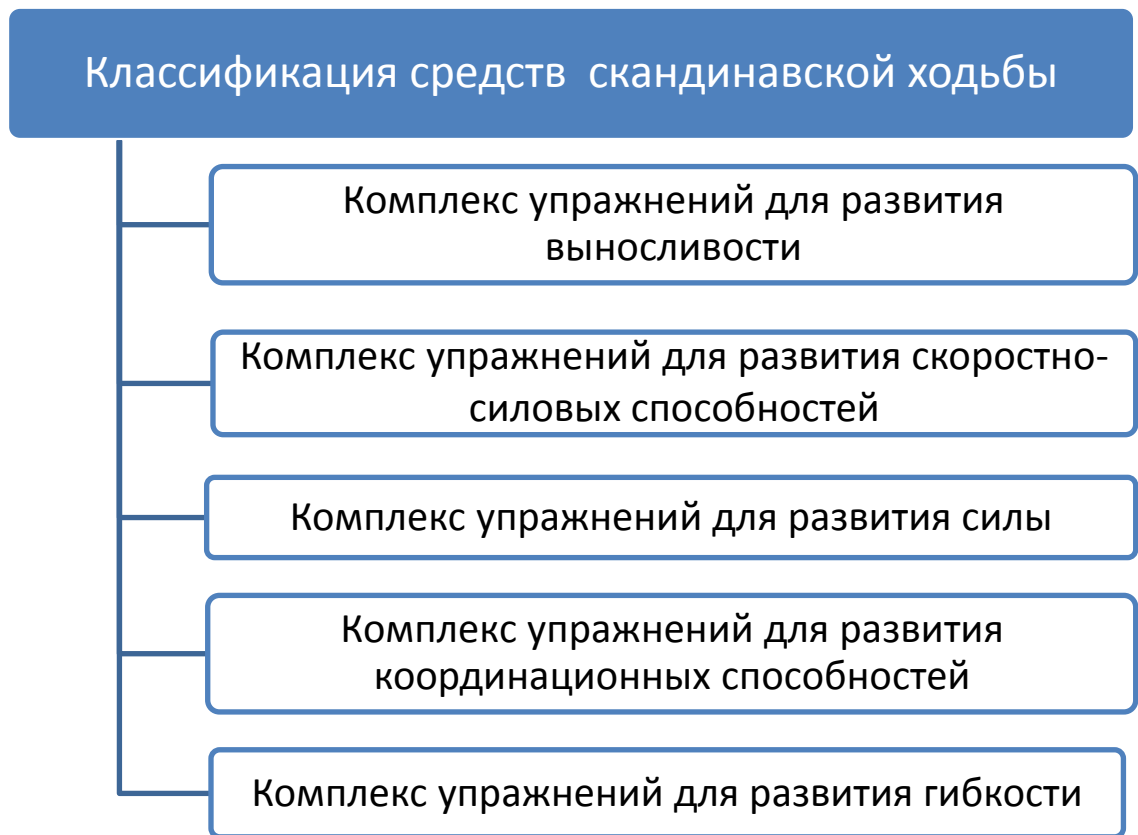 Классификация средств скандинавской ходьбы
Комплекс упражнений для развития
выносливости
Комплекс упражнений для развития скоростно-
силовых способностей
Комплекс упражнений для развития силы
Комплекс упражнений для развития
координационных способностей
Комплекс упражнений для развития гибкости